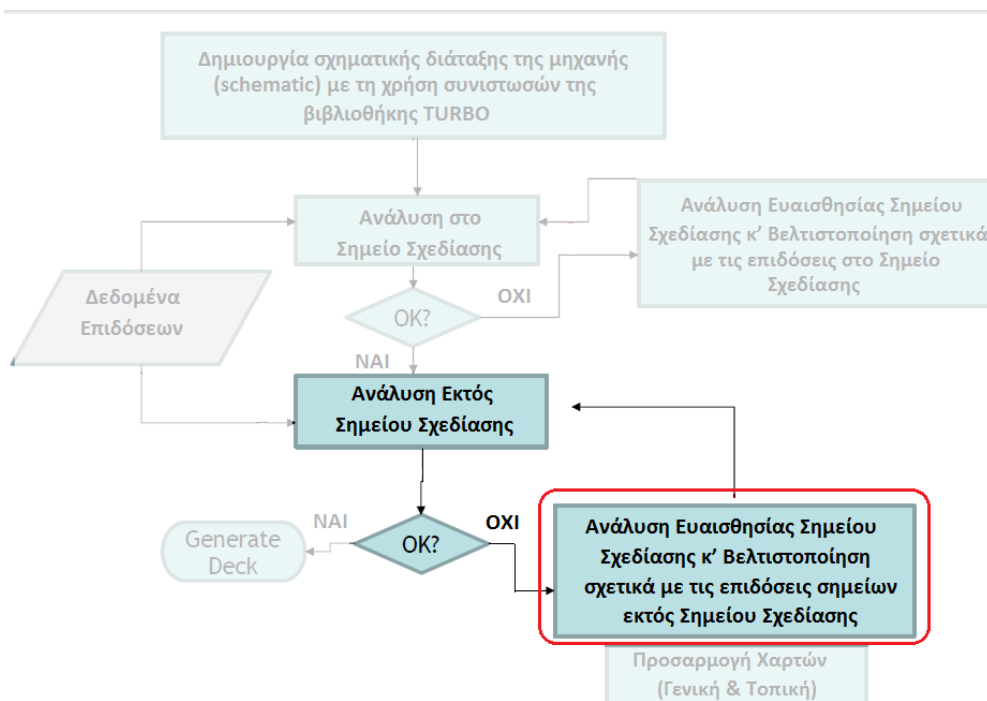 Δημιουργία σχηματικής διάταξης της μηχανής
(schematic) με τη χρήση συνιστωσών της
βιβλιοθήκης TURBO
Ανάλυση στο
Σημείο Σχεδίασης
Ανάλυση Ευαισθησίας Σημείου
Σχεδίασης κ’ Βελτιστοποίηση σχετικά
με τις επιδόσεις στο Σημείο
Σχεδίασης
Δεδομένα
Επιδόσεων
OK?
ΟΧΙ
ΝΑΙ
Ανάλυση Εκτός
Σημείου Σχεδίασης
Generate
Deck
ΝΑΙ
OK?
ΟΧΙ
Ανάλυση Ευαισθησίας Σημείου
Σχεδίασης κ’ Βελτιστοποίηση
σχετικά με τις επιδόσεις σημείων
εκτός Σημείου Σχεδίασης
Προσαρμογή Χαρτών
(Γενική & Τοπική)